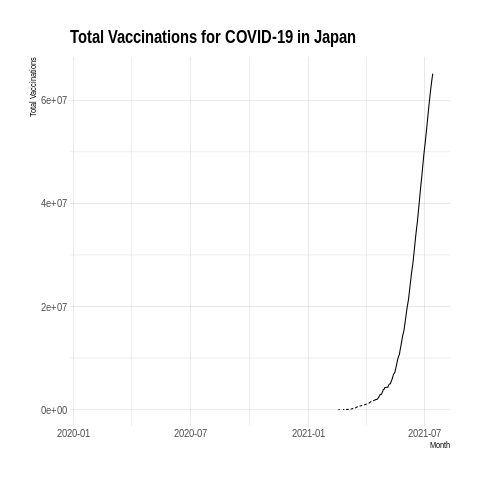 Total Vaccinations for COVID-19 in Japan
Total Vaccinations
6e+07
4e+07
2e+07
0e+00
2020-01 2020-07 2021-01 2021-07
Month